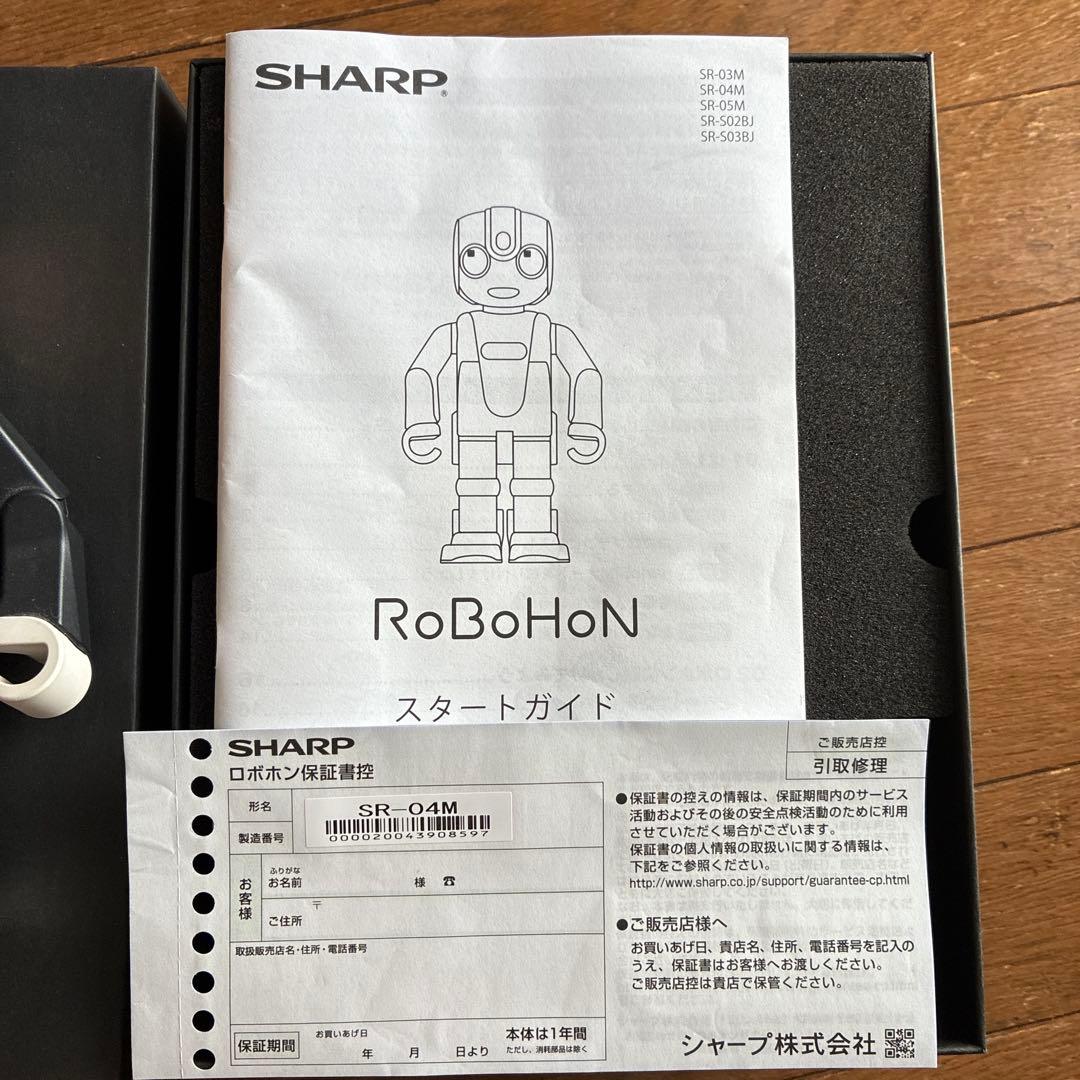 SHARP®
SR-03M
SR-04M
SR-05M
SR-S02BJ
SR-S03BJ
RoBoHoN
スタートガイド
SHARP
ロボホン保証書控
ご販売店控
引取修理
形名
SR-04M
製造番号
000020043908597
お客様
ふりがな
お名前 様 ☎
〒
ご住所
取扱販売店名・住所・電話番号
保証期間
お買いあげ日
年 月 日より
本体は1年間
ただし、消耗部品は除く
●保証書の控えの情報は、保証期間内のサービス
活動およびその後の安全点検活動のために利用
させていただく場合がございます。
保証書の個人情報の取扱いに関する情報は、
下記をご参照ください。
http://www.sharp.co.jp/support/guarantee-cp.html
●ご販売店様へ
お買いあげ日、貴店名、住所、電話番号を記入の
うえ、保証書はお客様へお渡しください。
ご販売店控は貴店で保管ください。
シャープ株式会社